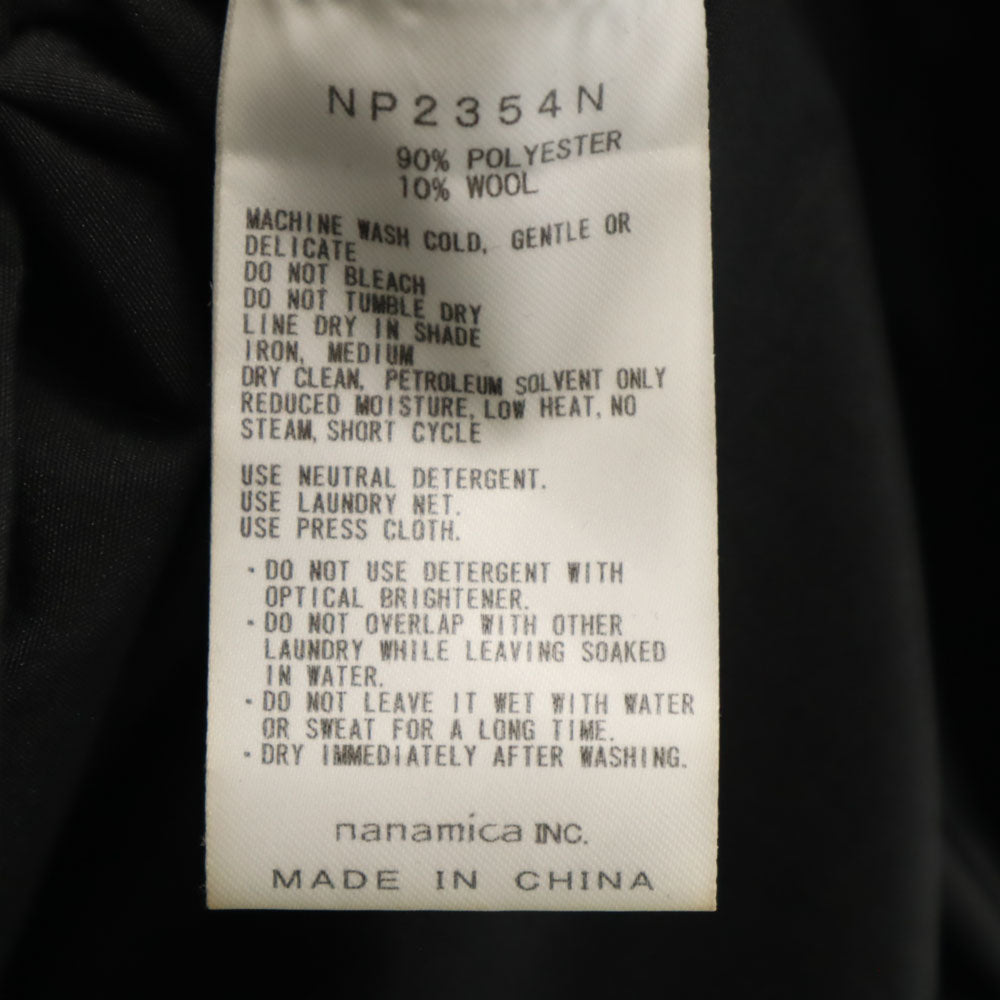 NP2354N
90% POLYESTER
10% WOOL
MACHINE WASH COLD, GENTLE OR
DELICATE
DO NOT BLEACH
DO NOT TUMBLE DRY
LINE DRY IN SHADE
IRON, MEDIUM
DRY CLEAN, PETROLEUM SOLVENT ONLY
REDUCED MOISTURE, LOW HEAT, NO
STEAM, SHORT CYCLE
USE NEUTRAL DETERGENT.
USE LAUNDRY NET.
USE PRESS CLOTH.
・DO NOT USE DETERGENT WITH
OPTICAL BRIGHTENER.
・DO NOT OVERLAP WITH OTHER
LAUNDRY WHILE LEAVING SOAKED
IN WATER.
・DO NOT LEAVE IT WET WITH WATER
OR SWEAT FOR A LONG TIME.
・DRY IMMEDIATELY AFTER WASHING.
nanamica INC.
MADE IN CHINA